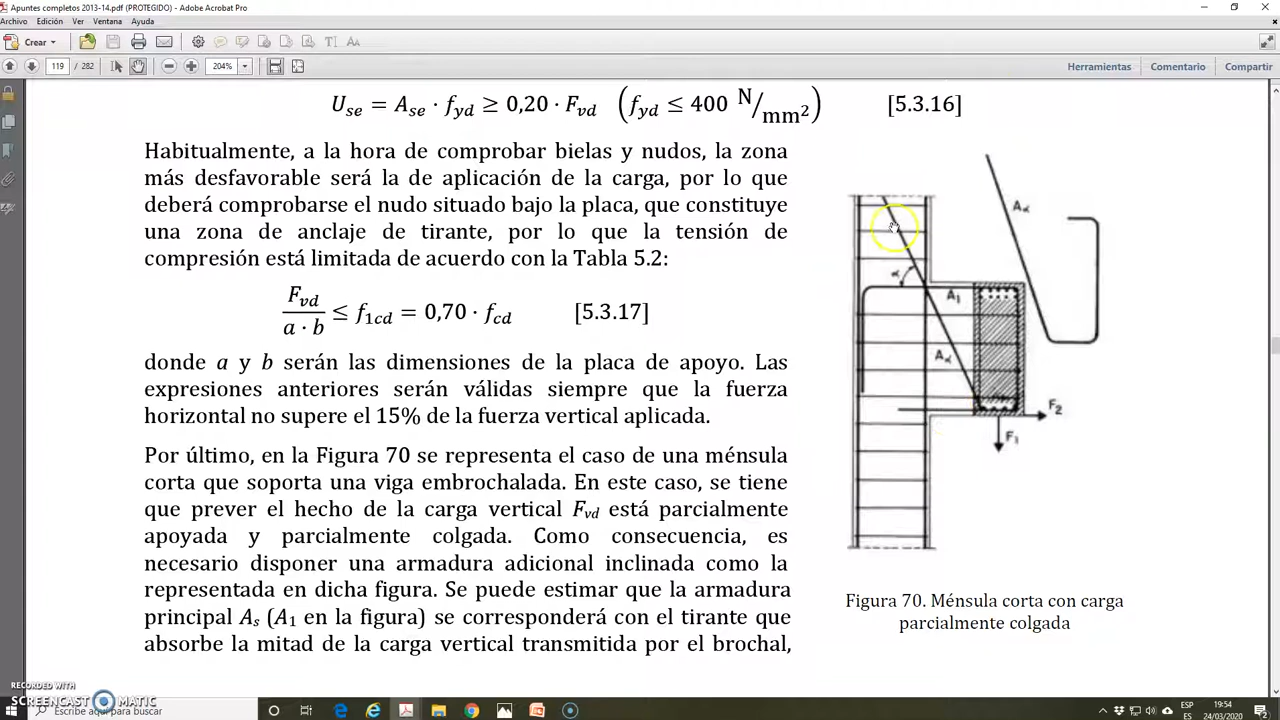 Apuntes completos 2013-14.pdf (PROTEGIDO) - Adobe Acrobat Pro
Archivo Edición Ver Ventana Ayuda
Crear
119 / 282 204% Herramientas Comentario Compartir
U_se = A_se · f_yd ≥ 0,20 · F_vd (f_yd ≤ 400 N/mm²) [5.3.16]
Habitualmente, a la hora de comprobar bielas y nudos, la zona
más desfavorable será la de aplicación de la carga, por lo que
deberá comprobarse el nudo situado bajo la placa, que constituye
una zona de anclaje de tirante, por lo que la tensión de
compresión está limitada de acuerdo con la Tabla 5.2:
F_vd / a · b ≤ f_1cd = 0,70 · f_cd [5.3.17]
donde a y b serán las dimensiones de la placa de apoyo. Las
expresiones anteriores serán válidas siempre que la fuerza
horizontal no supere el 15% de la fuerza vertical aplicada.
Por último, en la Figura 70 se representa el caso de una ménsula
corta que soporta una viga embrochalada. En este caso, se tiene
que prever el hecho de la carga vertical F_vd está parcialmente
apoyada y parcialmente colgada. Como consecuencia, es
necesario disponer una armadura adicional inclinada como la
representada en dicha figura. Se puede estimar que la armadura
principal A_s (A_1 en la figura) se corresponderá con el tirante que
absorbe la mitad de la carga vertical transmitida por el brochal,
Aα
α
A1
Aα
F2
F1
Figura 70. Ménsula corta con carga
parcialmente colgada
RECORDED WITH
SCREENCAST MATIC
Escribe aquí para buscar
ESP
ES
19:54
24/03/2020
2